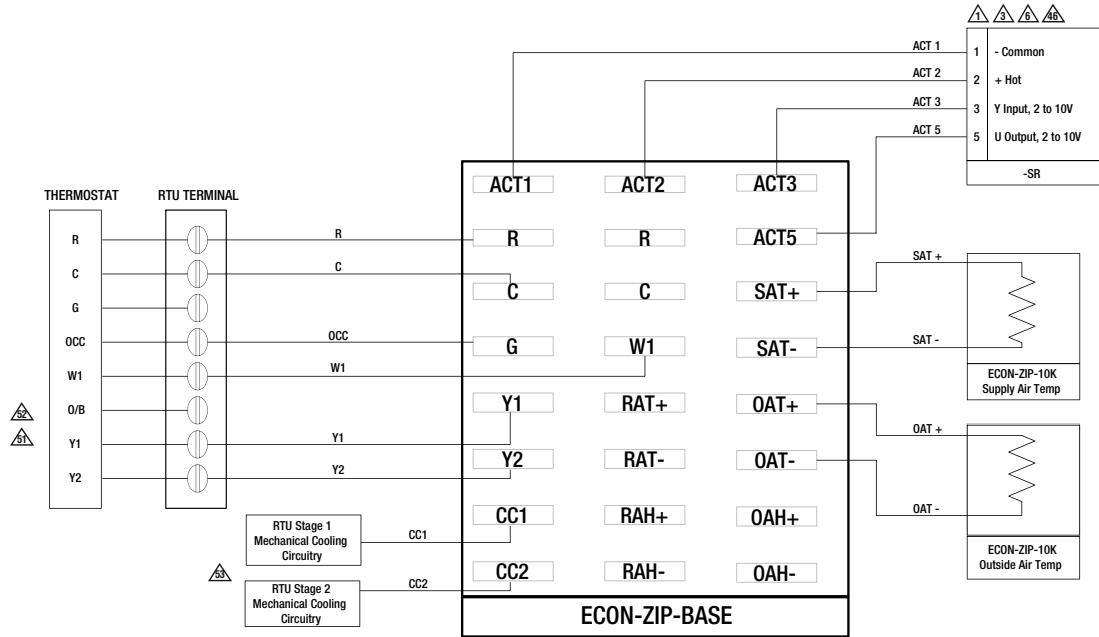 1 3 6 46
ACT 1
1 - Common
ACT 2
2 + Hot
ACT 3
3 Y Input, 2 to 10V
ACT 5
5 U Output, 2 to 10V
-SR
THERMOSTAT
RTU TERMINAL
R
C
G
OCC
W1
O/B
Y1
Y2
52
51
R
C
OCC
W1
Y1
Y2
ACT1 ACT2 ACT3
R R ACT5
C C SAT+
G W1 SAT-
Y1 RAT+ OAT+
Y2 RAT- OAT-
CC1 RAH+ OAH+
CC2 RAH- OAH-
ECON-ZIP-BASE
SAT +
SAT -
ECON-ZIP-10K
Supply Air Temp
OAT +
OAT -
ECON-ZIP-10K
Outside Air Temp
RTU Stage 1
Mechanical Cooling
Circuitry
CC1
53
RTU Stage 2
Mechanical Cooling
Circuitry
CC2